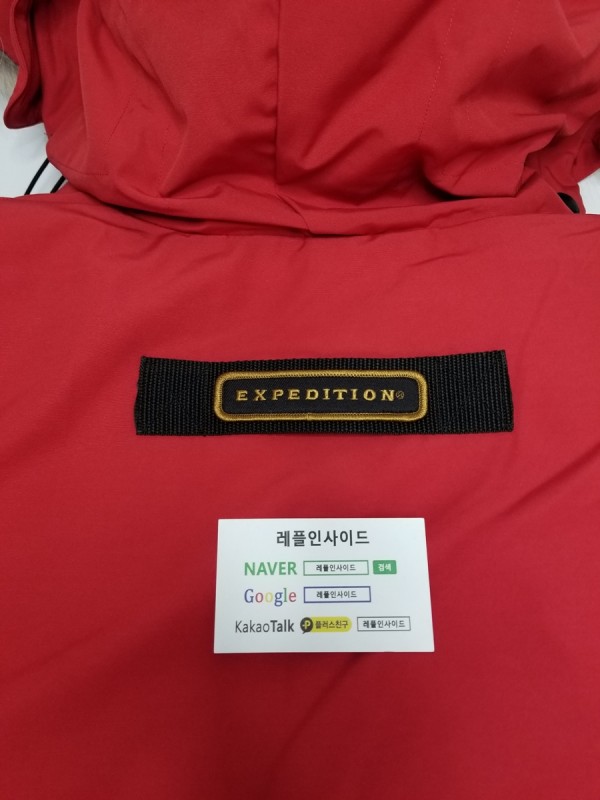 EXPEDITION®
레플인사이드
NAVER 레플인사이드 검색
Google 레플인사이드
KakaoTalk P 플러스친구 레플인사이드